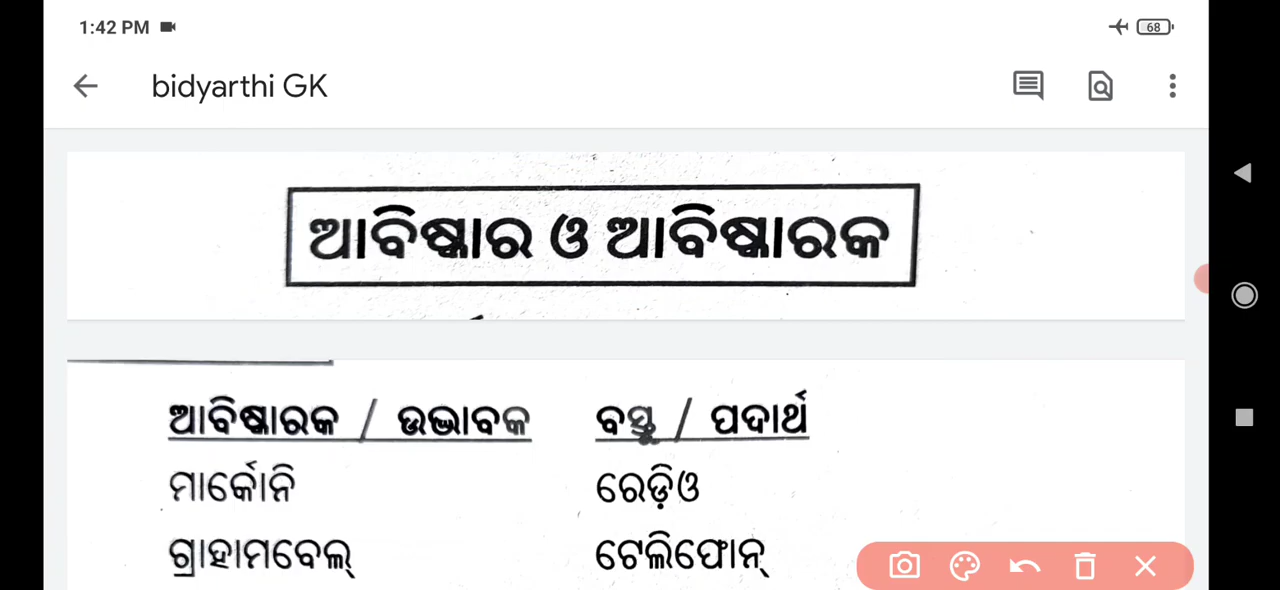 1:42 PM
68
bidyarthi GK
ଆବିଷ୍କାର ଓ ଆବିଷ୍କାରକ
ଆବିଷ୍କାରକ / ଉଦ୍ଭାବକ ବସ୍ତୁ / ପଦାର୍ଥ
ମାର୍କୋନି ରେଡ଼ିଓ
ଗ୍ରାହାମବେଲ୍ ଟେଲିଫୋନ୍